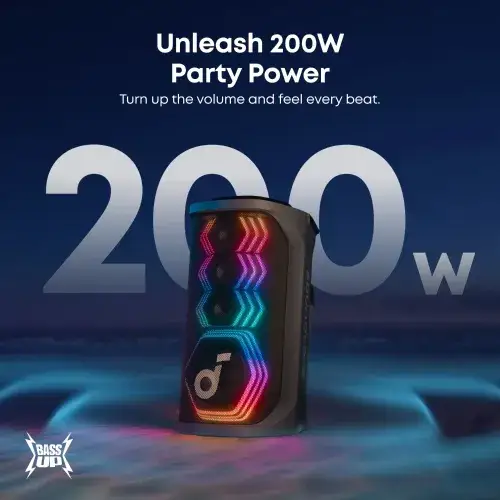 Unleash 200W
Party Power
Turn up the volume and feel every beat.
200W
BASS
UP